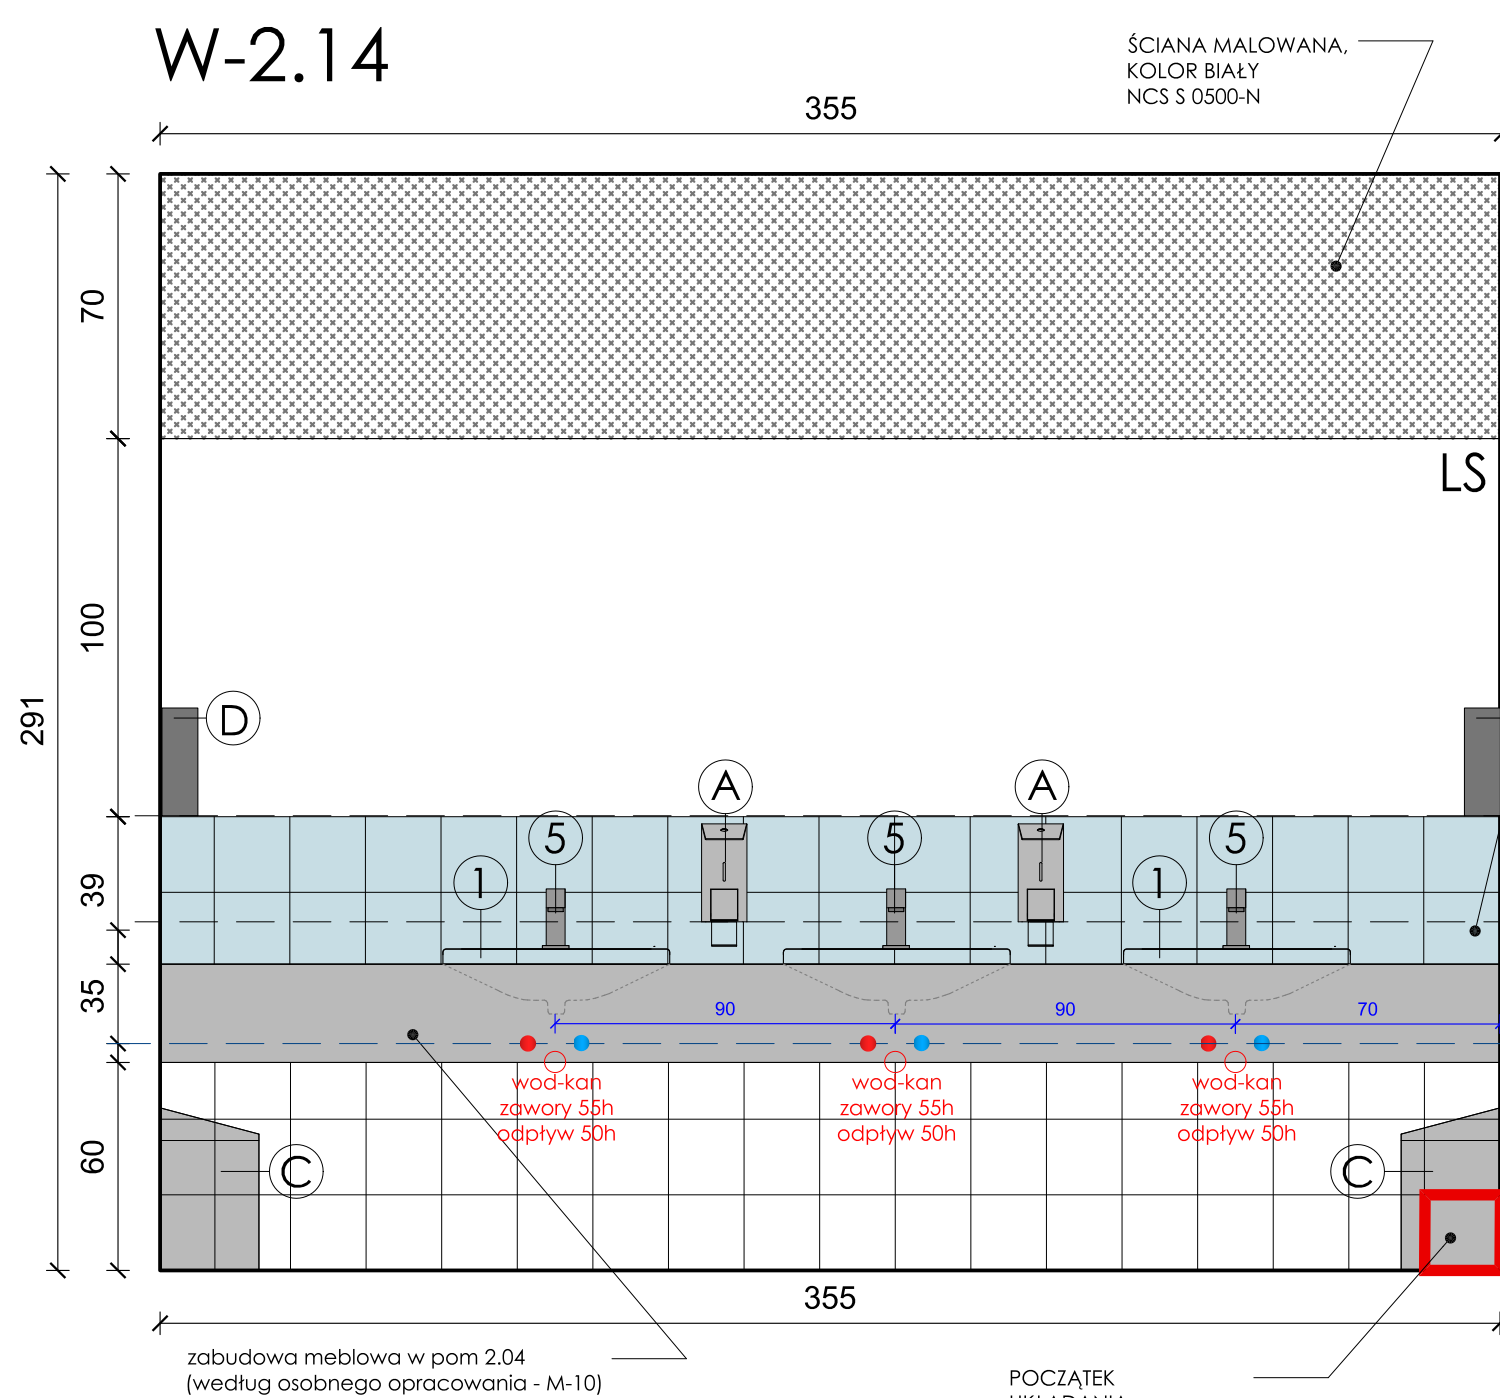 W-2.14
ŚCIANA MALOWANA,
KOLOR BIAŁY
NCS S 0500-N
355
70
LS
100
291
D
A
A
5
5
5
1
1
39
35
90
90
70
wod-kan
zawory 55h
odpływ 50h
wod-kan
zawory 55h
odpływ 50h
wod-kan
zawory 55h
odpływ 50h
60
C
C
355
zabudowa meblowa w pom 2.04
(według osobnego opracowania - M-10)
POCZĄTEK
UKŁADANIA